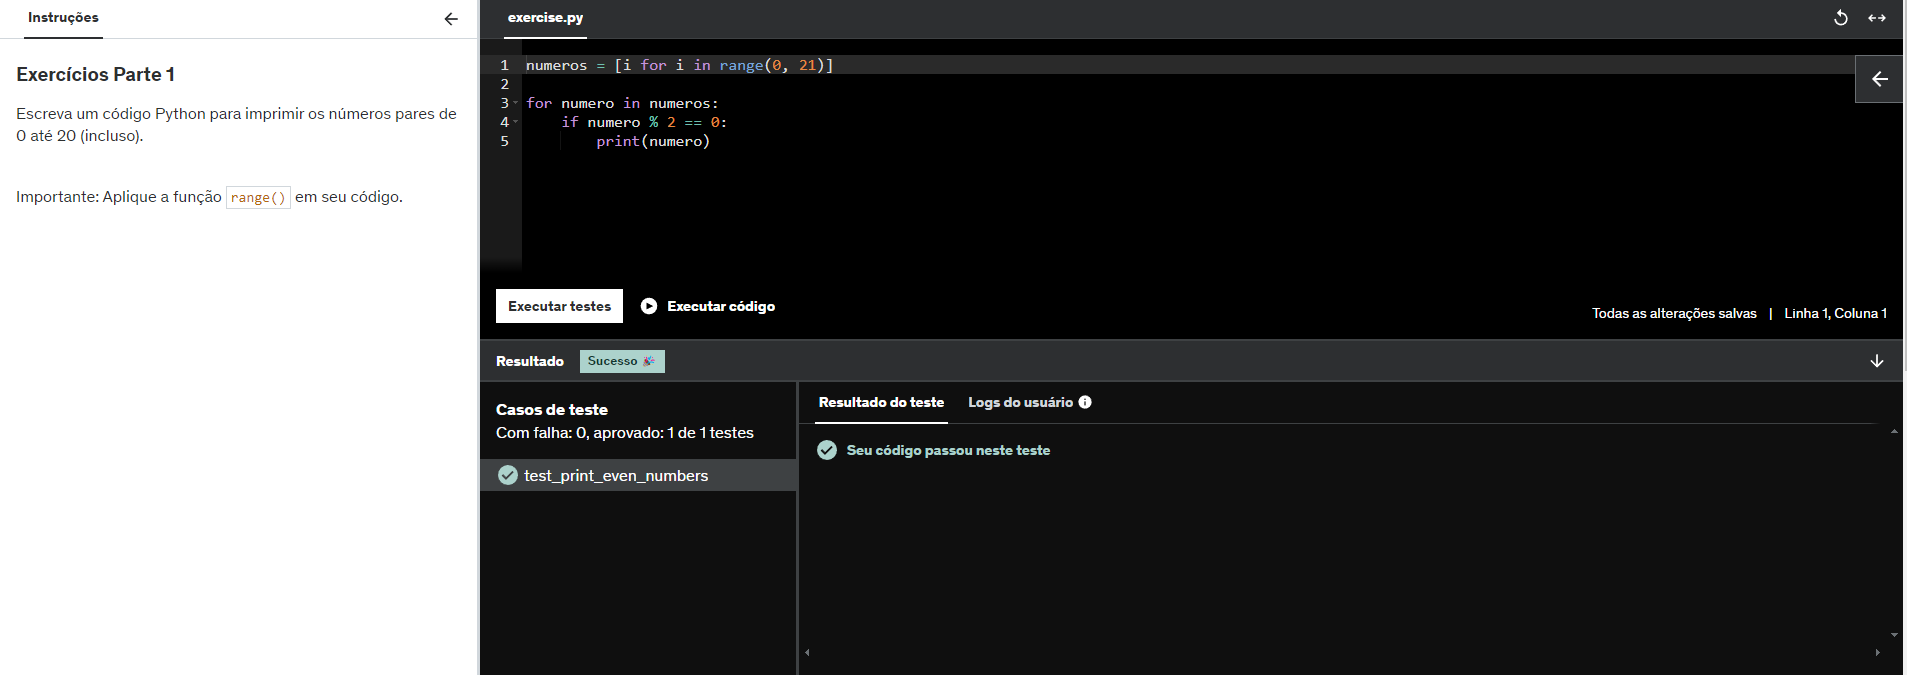 Instruções
Exercícios Parte 1
Escreva um código Python para imprimir os números pares de
0 até 20 (incluso).
Importante: Aplique a função range() em seu código.
exercise.py
1 numeros = [i for i in range(0, 21)]
2
3 for numero in numeros:
4     if numero % 2 == 0:
5         print(numero)
Executar testes Executar código
Todas as alterações salvas | Linha 1, Coluna 1
Resultado Sucesso 🎉
Casos de teste
Com falha: 0, aprovado: 1 de 1 testes
test_print_even_numbers
Resultado do teste Logs do usuário
Seu código passou neste teste